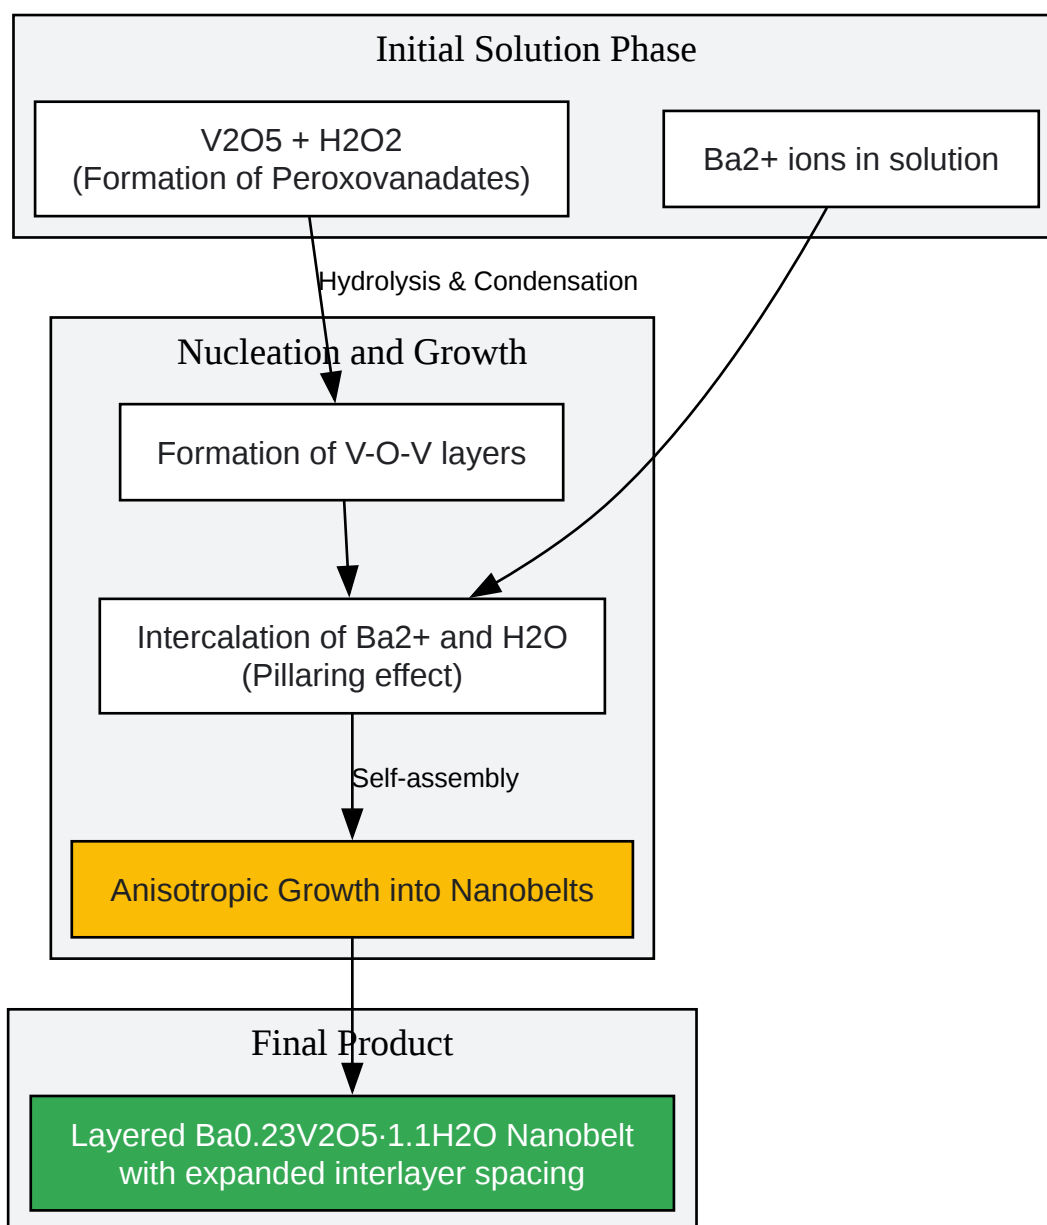 Initial Solution Phase
V2O5 + H2O2
(Formation of Peroxovanadates)
Ba2+ ions in solution
Hydrolysis & Condensation
Nucleation and Growth
Formation of V-O-V layers
Intercalation of Ba2+ and H2O
(Pillaring effect)
Self-assembly
Anisotropic Growth into Nanobelts
Final Product
Layered Ba0.23V2O5·1.1H2O Nanobelt
with expanded interlayer spacing